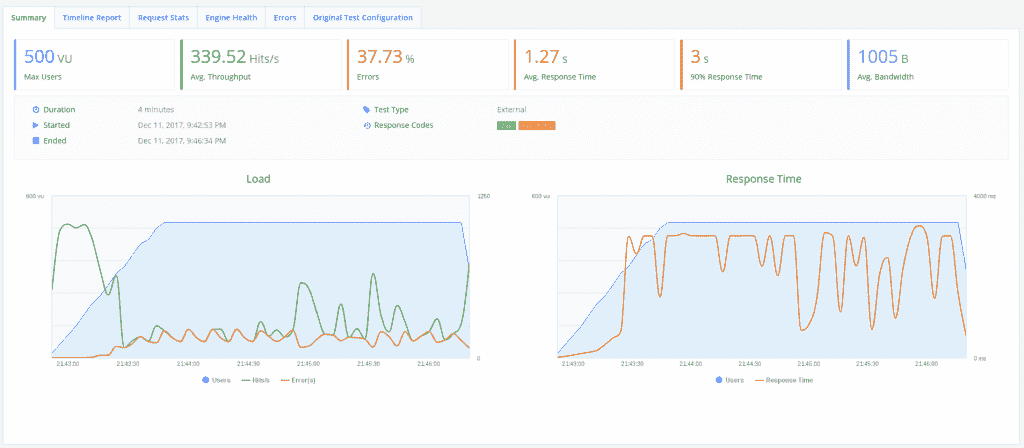 Summary Timeline Report Request Stats Engine Health Errors Original Test Configuration
500 VU 339.52 Hits/s 37.73 % 1.27 s 3 s 1005 B
Max Users Avg. Throughput Errors Avg. Response Time 90% Response Time Avg. Bandwidth
Duration 4 minutes Test Type External
Started Dec 11, 2017, 9:42:53 PM Response Codes
Ended Dec 11, 2017, 9:46:34 PM
Load
600 vu 1250
0
21:43:00 21:43:30 21:44:00 21:44:30 21:45:00 21:45:30 21:46:00
Users Hits/s Error(s)
Response Time
600 vu 4000 ms
0 ms
21:43:00 21:43:30 21:44:00 21:44:30 21:45:00 21:45:30 21:46:00
Users Response Time